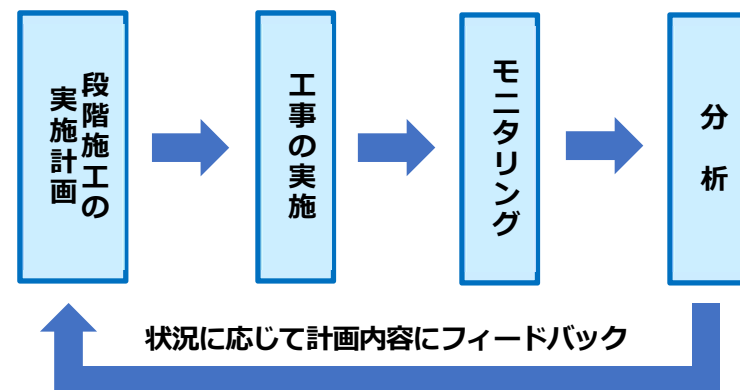 段階施工の
実施計画
工事の実施
モニタリング
分析
状況に応じて計画内容にフィードバック